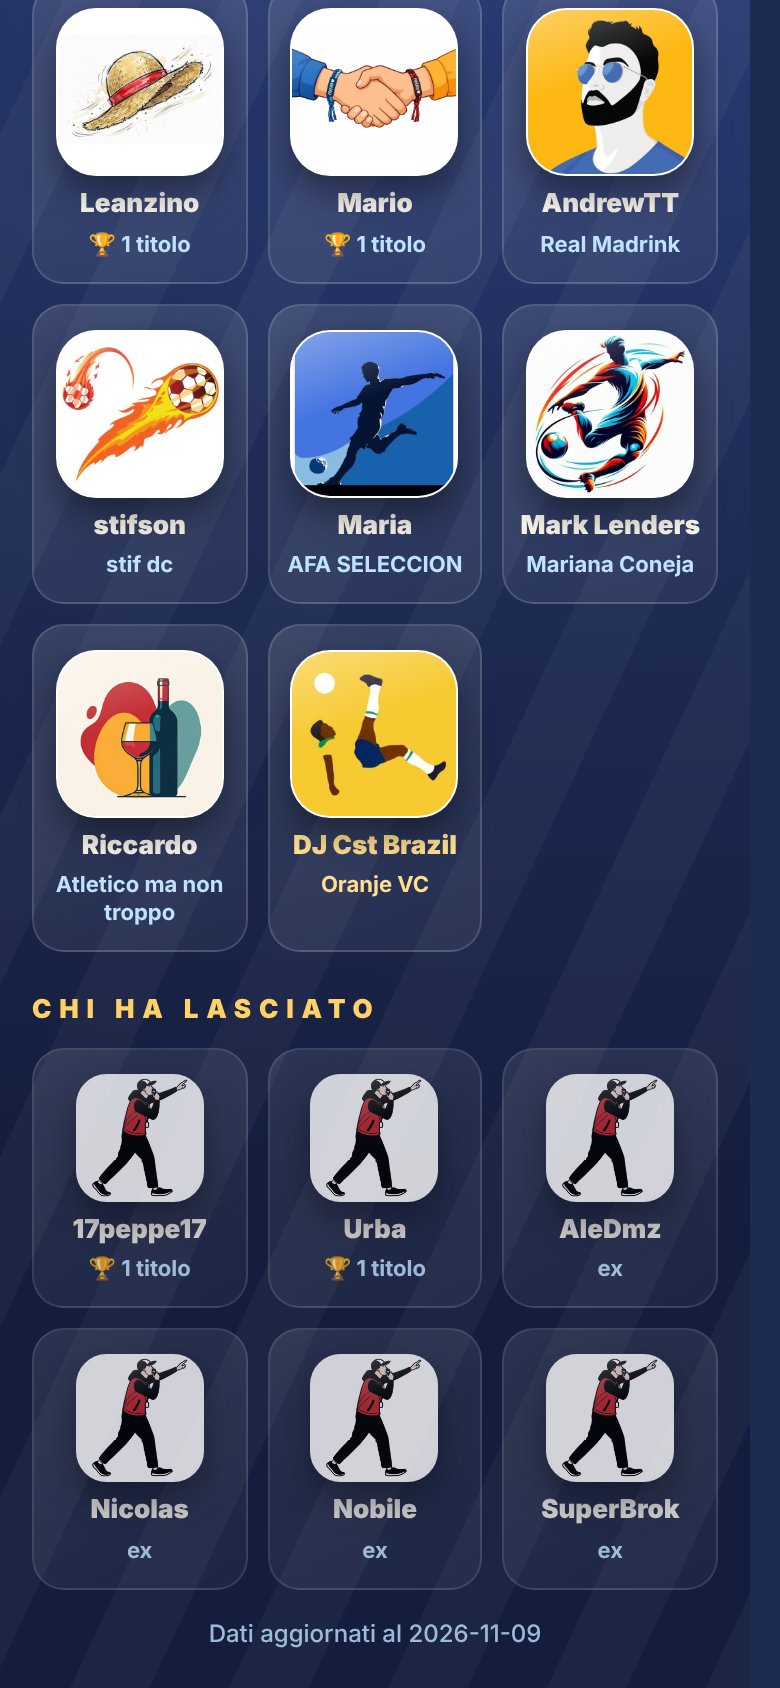 Leanzino
Mario
AndrewTT
🏆 1 titolo
🏆 1 titolo
Real Madrink
stifson
Maria
Mark Lenders
stif dc
AFA SELECCION
Mariana Coneja
Riccardo
DJ Cst Brazil
Atletico ma non
troppo
Oranje VC
CHI HA LASCIATO
17peppe17
Urba
AleDmz
🏆 1 titolo
🏆 1 titolo
ex
Nicolas
Nobile
SuperBrok
ex
ex
ex
Dati aggiornati al 2026-11-09